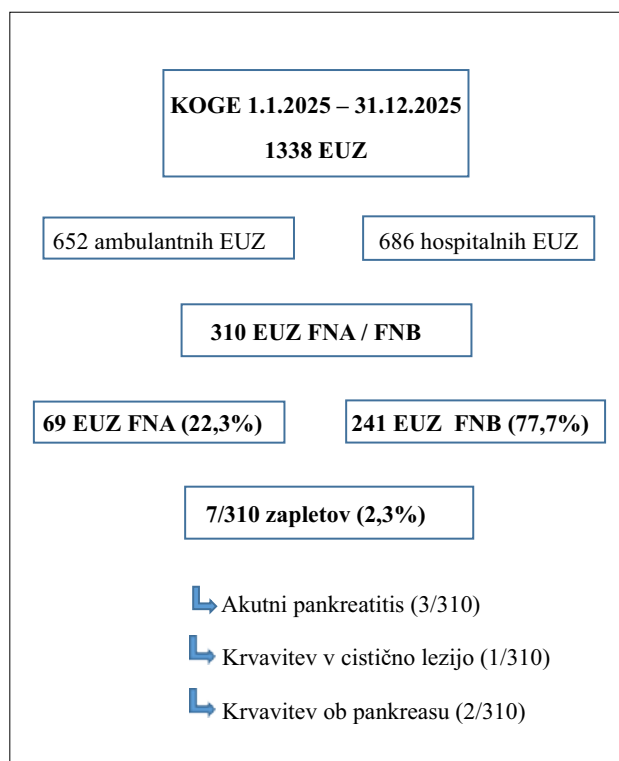 KOGE 1.1.2025 – 31.12.2025
1338 EUZ
652 ambulantnih EUZ
686 hospitalnih EUZ
310 EUZ FNA / FNB
69 EUZ FNA (22,3%)
241 EUZ FNB (77,7%)
7/310 zapletov (2,3%)
Akutni pankreatitis (3/310)
Krvavitev v cistično lezijo (1/310)
Krvavitev ob pankreasu (2/310)